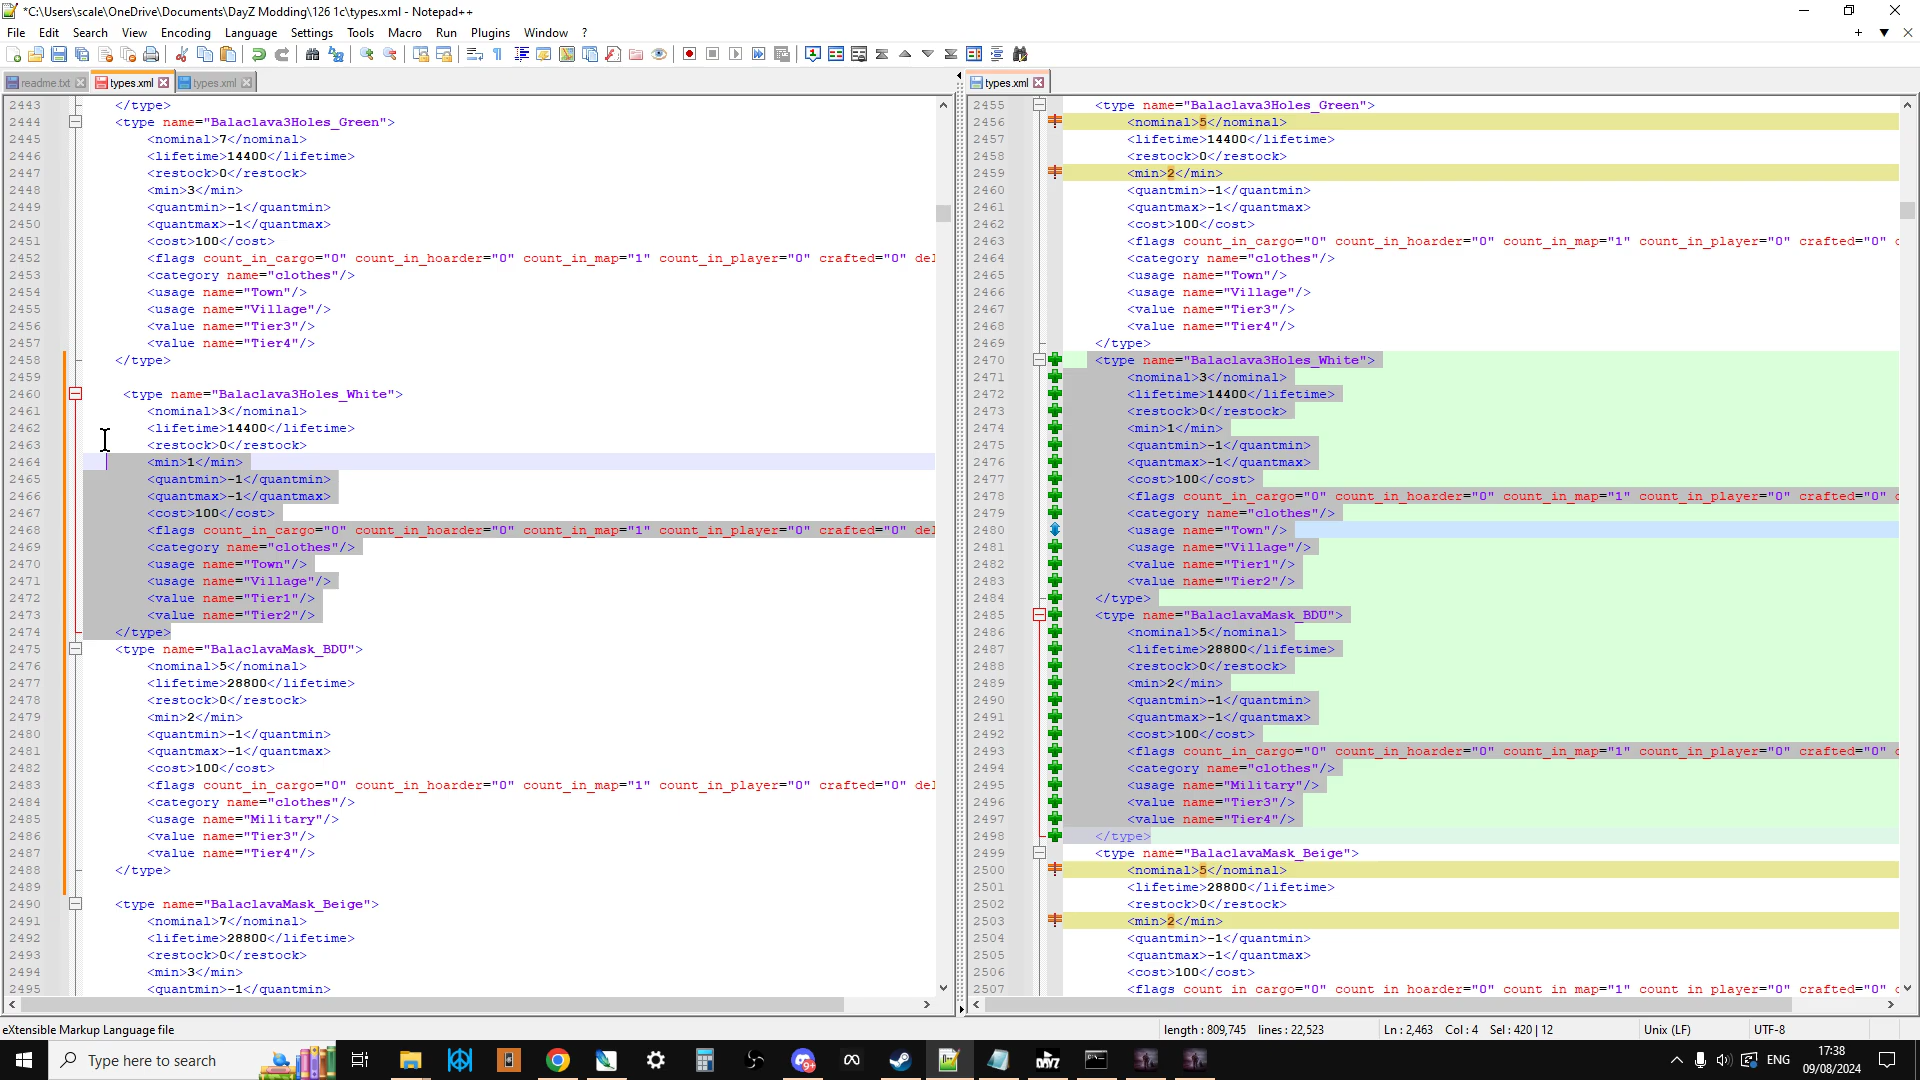 *C:\Users\scale\OneDrive\Documents\DayZ Modding\126 1c\types.xml - Notepad++
File Edit Search View Encoding Language Settings Tools Macro Run Plugins Window ?
readme.txt types.xml types.xml
types.xml
2443 </type>
2444 <type name="Balaclava3Holes_Green">
2445 <nominal>7</nominal>
2446 <lifetime>14400</lifetime>
2447 <restock>0</restock>
2448 <min>3</min>
2449 <quantmin>-1</quantmin>
2450 <quantmax>-1</quantmax>
2451 <cost>100</cost>
2452 <flags count_in_cargo="0" count_in_hoarder="0" count_in_map="1" count_in_player="0" crafted="0" del
2453 <category name="clothes"/>
2454 <usage name="Town"/>
2455 <usage name="Village"/>
2456 <value name="Tier3"/>
2457 <value name="Tier4"/>
2458 </type>
2459
2460 <type name="Balaclava3Holes_White">
2461 <nominal>3</nominal>
2462 <lifetime>14400</lifetime>
2463 <restock>0</restock>
2464 <min>1</min>
2465 <quantmin>-1</quantmin>
2466 <quantmax>-1</quantmax>
2467 <cost>100</cost>
2468 <flags count_in_cargo="0" count_in_hoarder="0" count_in_map="1" count_in_player="0" crafted="0" del
2469 <category name="clothes"/>
2470 <usage name="Town"/>
2471 <usage name="Village"/>
2472 <value name="Tier1"/>
2473 <value name="Tier2"/>
2474 </type>
2475 <type name="BalaclavaMask_BDU">
2476 <nominal>5</nominal>
2477 <lifetime>28800</lifetime>
2478 <restock>0</restock>
2479 <min>2</min>
2480 <quantmin>-1</quantmin>
2481 <quantmax>-1</quantmax>
2482 <cost>100</cost>
2483 <flags count_in_cargo="0" count_in_hoarder="0" count_in_map="1" count_in_player="0" crafted="0" del
2484 <category name="clothes"/>
2485 <usage name="Military"/>
2486 <value name="Tier3"/>
2487 <value name="Tier4"/>
2488 </type>
2489
2490 <type name="BalaclavaMask_Beige">
2491 <nominal>7</nominal>
2492 <lifetime>28800</lifetime>
2493 <restock>0</restock>
2494 <min>3</min>
2495 <quantmin>-1</quantmin>
2455 <type name="Balaclava3Holes_Green">
2456 <nominal>5</nominal>
2457 <lifetime>14400</lifetime>
2458 <restock>0</restock>
2459 <min>2</min>
2460 <quantmin>-1</quantmin>
2461 <quantmax>-1</quantmax>
2462 <cost>100</cost>
2463 <flags count_in_cargo="0" count_in_hoarder="0" count_in_map="1" count_in_player="0" crafted="0" d
2464 <category name="clothes"/>
2465 <usage name="Town"/>
2466 <usage name="Village"/>
2467 <value name="Tier3"/>
2468 <value name="Tier4"/>
2469 </type>
2470 <type name="Balaclava3Holes_White">
2471 <nominal>3</nominal>
2472 <lifetime>14400</lifetime>
2473 <restock>0</restock>
2474 <min>1</min>
2475 <quantmin>-1</quantmin>
2476 <quantmax>-1</quantmax>
2477 <cost>100</cost>
2478 <flags count_in_cargo="0" count_in_hoarder="0" count_in_map="1" count_in_player="0" crafted="0" d
2479 <category name="clothes"/>
2480 <usage name="Town"/>
2481 <usage name="Village"/>
2482 <value name="Tier1"/>
2483 <value name="Tier2"/>
2484 </type>
2485 <type name="BalaclavaMask_BDU">
2486 <nominal>5</nominal>
2487 <lifetime>28800</lifetime>
2488 <restock>0</restock>
2489 <min>2</min>
2490 <quantmin>-1</quantmin>
2491 <quantmax>-1</quantmax>
2492 <cost>100</cost>
2493 <flags count_in_cargo="0" count_in_hoarder="0" count_in_map="1" count_in_player="0" crafted="0" d
2494 <category name="clothes"/>
2495 <usage name="Military"/>
2496 <value name="Tier3"/>
2497 <value name="Tier4"/>
2498 </type>
2499 <type name="BalaclavaMask_Beige">
2500 <nominal>5</nominal>
2501 <lifetime>28800</lifetime>
2502 <restock>0</restock>
2503 <min>2</min>
2504 <quantmin>-1</quantmin>
2505 <quantmax>-1</quantmax>
2506 <cost>100</cost>
2507 <flags count_in_cargo="0" count_in_hoarder="0" count_in_map="1" count_in_player="0" crafted="0" d
eXtensible Markup Language file length : 809,745 lines : 22,523 Ln : 2,463 Col : 4 Sel : 420 | 12 Unix (LF) UTF-8
Type here to search
ENG
17:38
09/08/2024